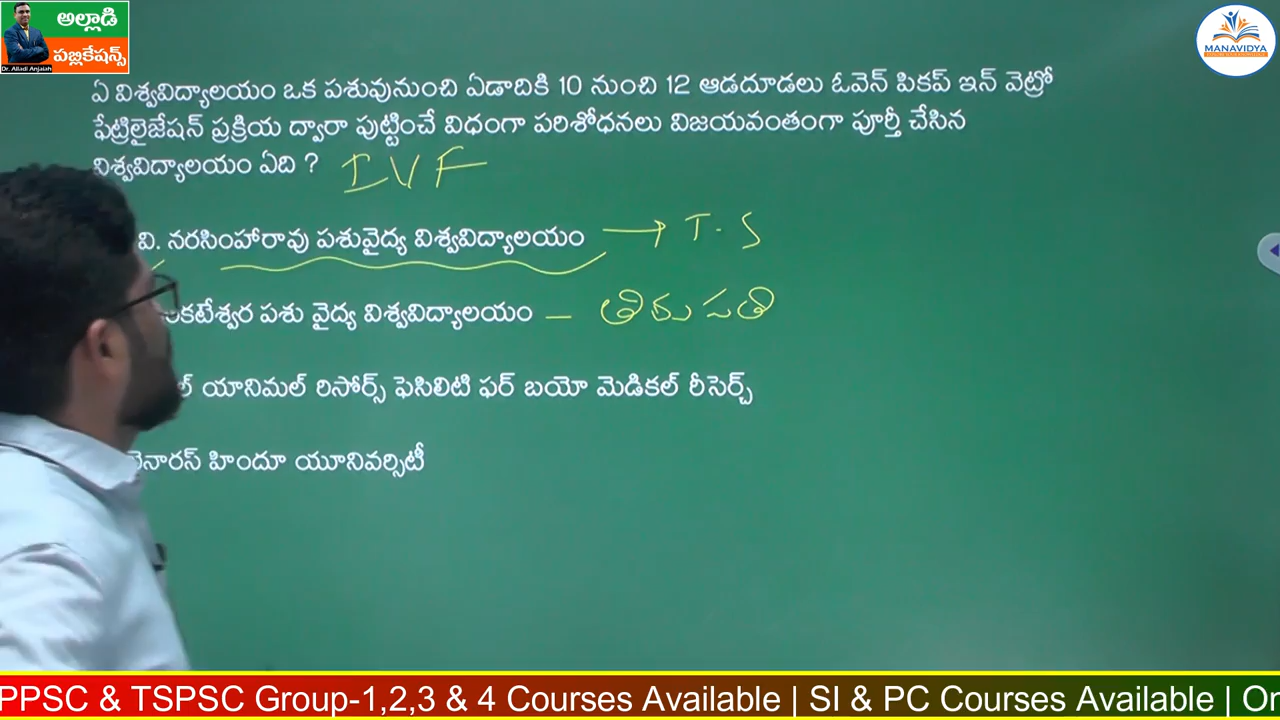 అల్లాడి
పబ్లికేషన్స్
Dr. Alladi Anjaiah
MANAVIDYA
ఏ విశ్వవిద్యాలయం ఒక పశువునుంచి ఏడాదికి 10 నుంచి 12 ఆడదూడలు ఓవెన్ పికప్ ఇన్ వెట్రో
ఫేట్రిలైజేషన్ ప్రక్రియ ద్వారా పుట్టించే విధంగా పరిశోధనలు విజయవంతంగా పూర్తీ చేసిన
విశ్వవిద్యాలయం ఏది ? IVF
వి. నరసింహారావు పశువైద్య విశ్వవిద్యాలయం → T.S
కటేశ్వర పశు వైద్య విశ్వవిద్యాలయం - తిరుపతి
ల్ యానిమల్ రిసోర్స్ ఫెసిలిటి ఫర్ బయో మెడికల్ రీసెర్చ్
బెనారస్ హిందూ యూనివర్సిటీ
PPSC & TSPSC Group-1,2,3 & 4 Courses Available | SI & PC Courses Available | On